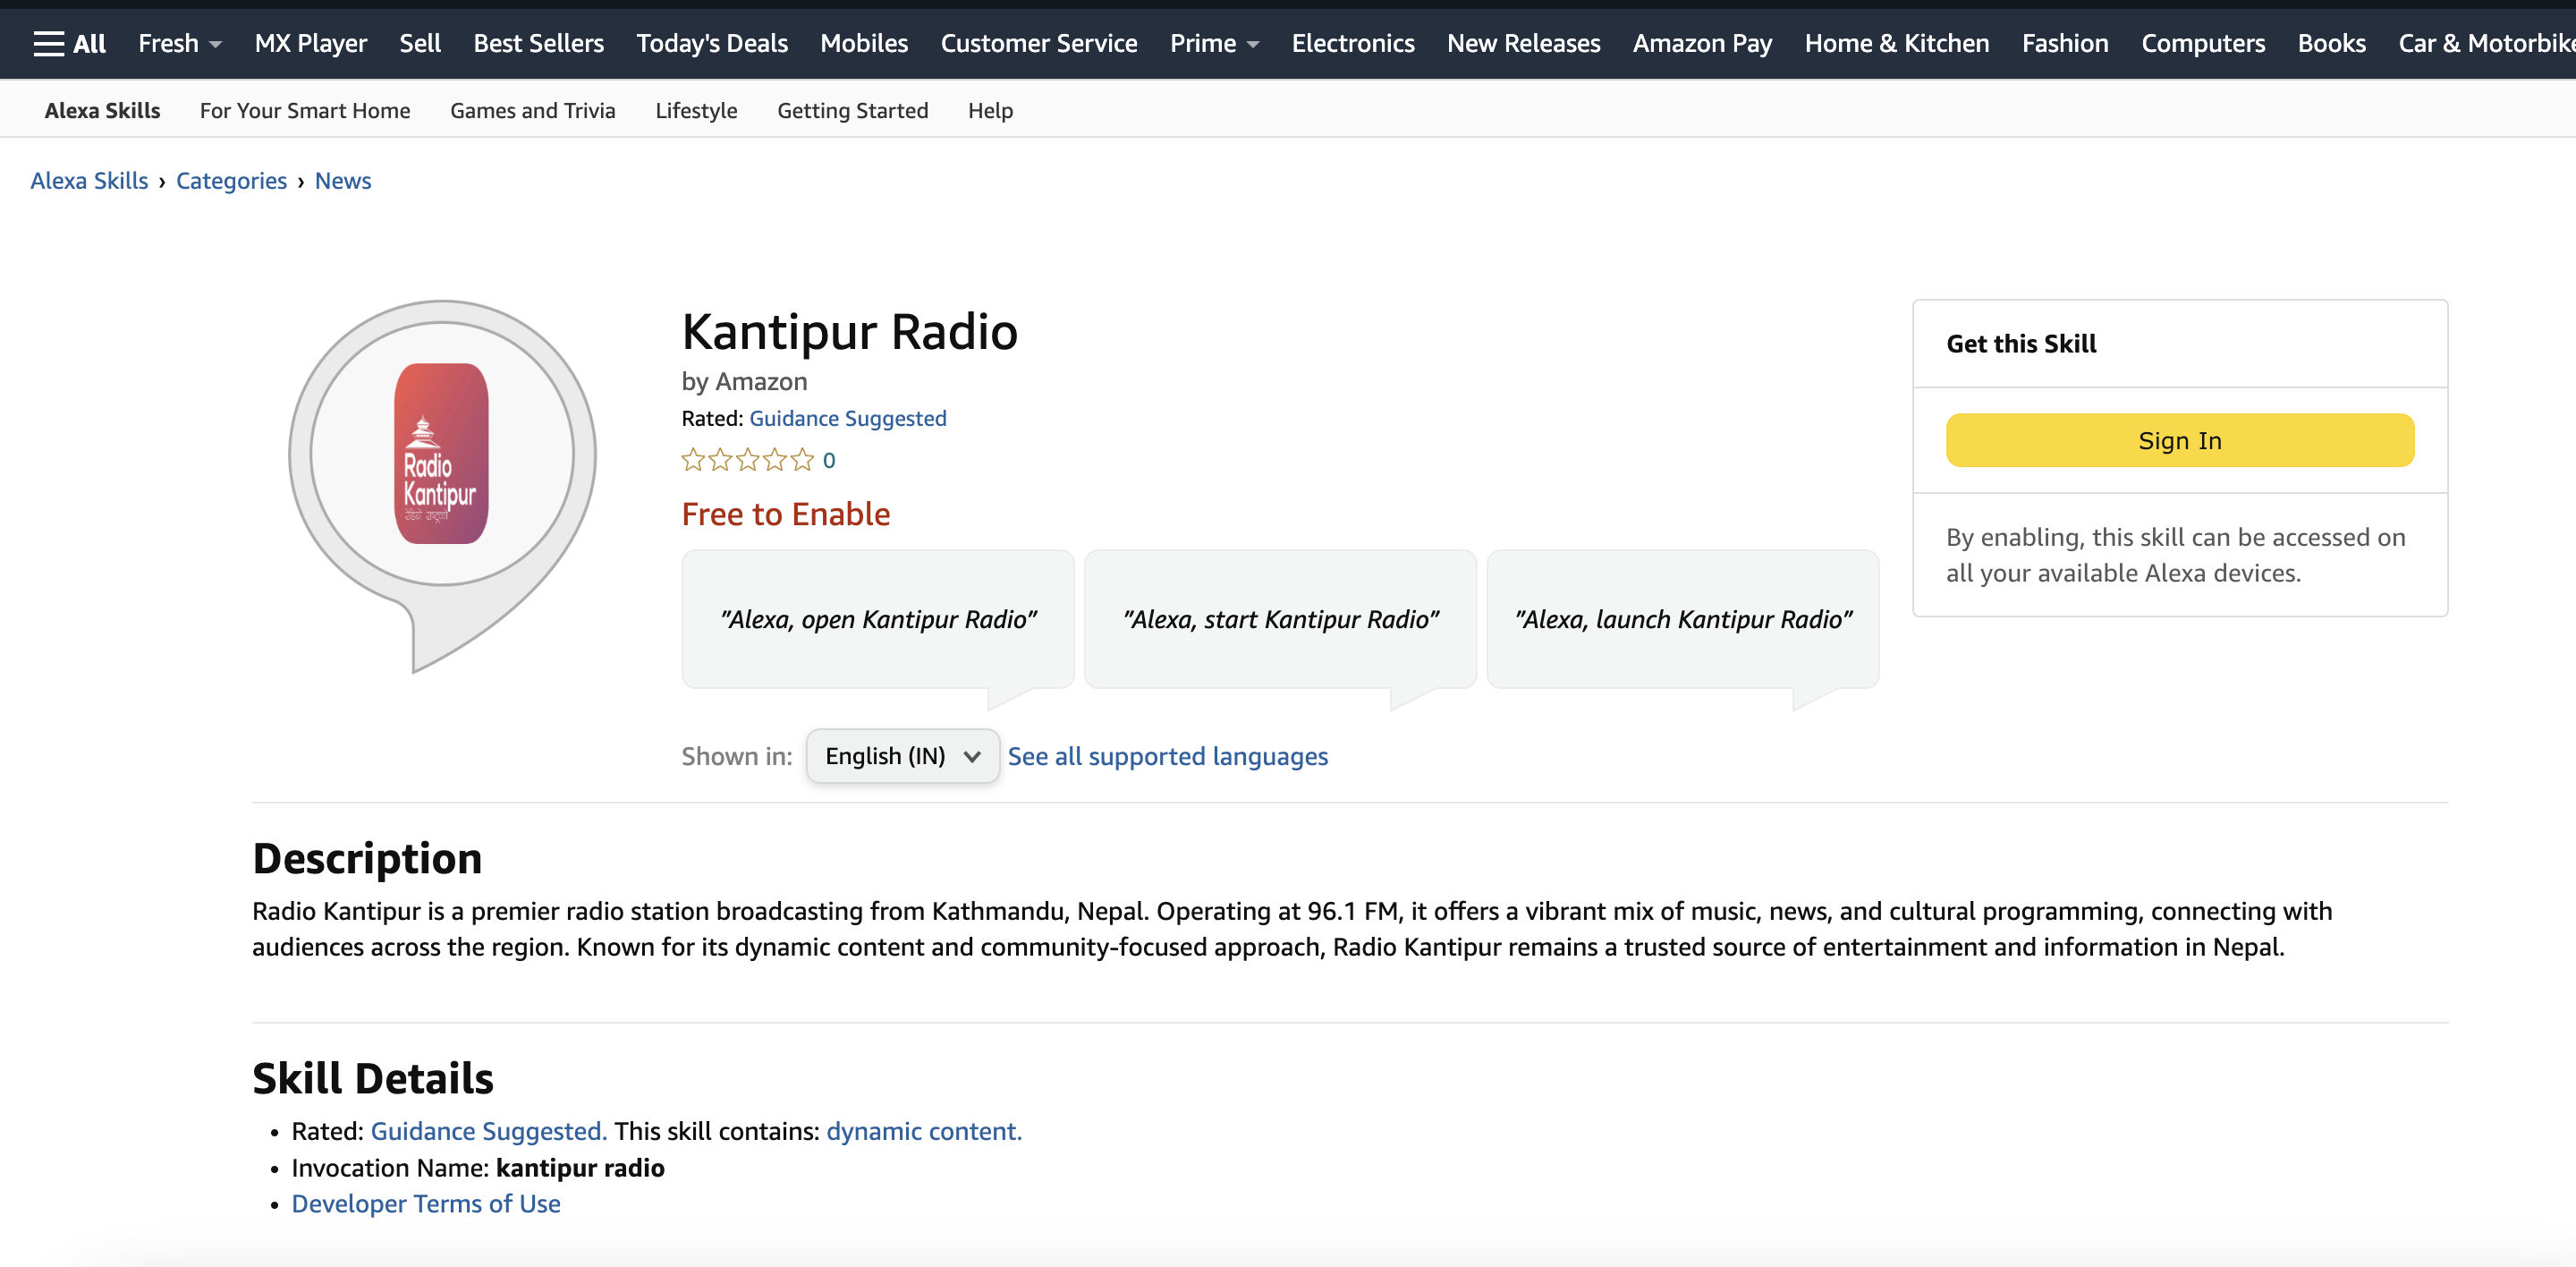 All Fresh MX Player Sell Best Sellers Today's Deals Mobiles Customer Service Prime Electronics New Releases Amazon Pay Home & Kitchen Fashion Computers Books Car & Motorbike
Alexa Skills For Your Smart Home Games and Trivia Lifestyle Getting Started Help
Alexa Skills › Categories › News
Radio
Kantipur
Kantipur Radio
by Amazon
Rated: Guidance Suggested
0
Free to Enable
"Alexa, open Kantipur Radio"
"Alexa, start Kantipur Radio"
"Alexa, launch Kantipur Radio"
Shown in: English (IN) See all supported languages
Get this Skill
Sign In
By enabling, this skill can be accessed on
all your available Alexa devices.
Description
Radio Kantipur is a premier radio station broadcasting from Kathmandu, Nepal. Operating at 96.1 FM, it offers a vibrant mix of music, news, and cultural programming, connecting with
audiences across the region. Known for its dynamic content and community-focused approach, Radio Kantipur remains a trusted source of entertainment and information in Nepal.
Skill Details
• Rated: Guidance Suggested. This skill contains: dynamic content.
• Invocation Name: kantipur radio
• Developer Terms of Use